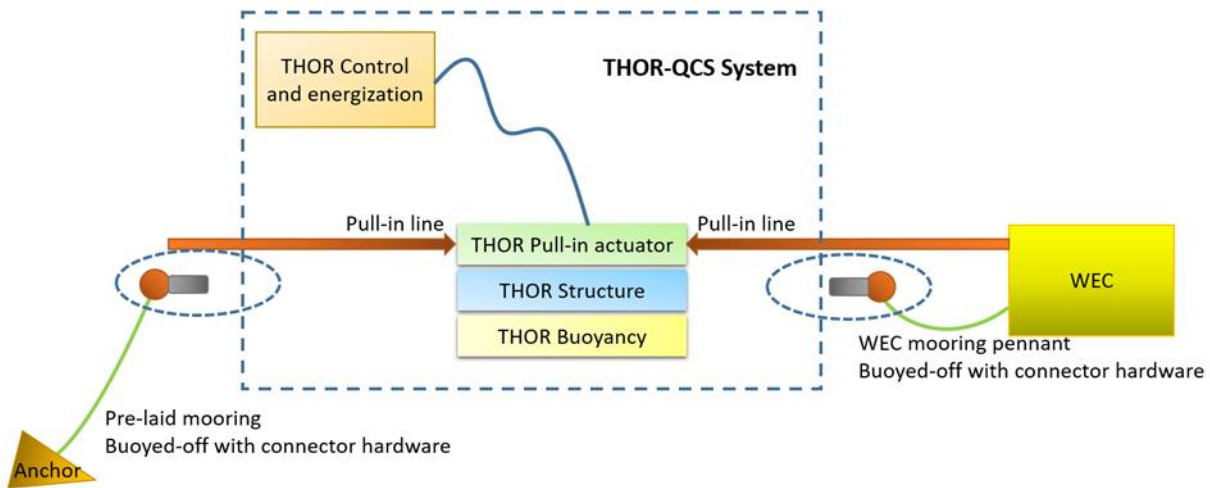 THOR Control
and energization
THOR-QCS System
Pull-in line
Pull-in line
THOR Pull-in actuator
THOR Structure
THOR Buoyancy
WEC
WEC mooring pennant
Buoyed-off with connector hardware
Pre-laid mooring
Buoyed-off with connector hardware
Anchor